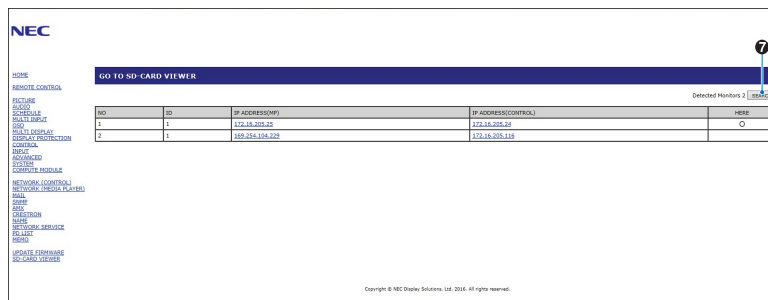 NEC
7
HOME
REMOTE CONTROL
PICTURE
AUDIO
SCHEDULE
MULTI INPUT
OSD
MULTI DISPLAY
DISPLAY PROTECTION
CONTROL
INPUT
ADVANCED
SYSTEM
COMPUTE MODULE
NETWORK (CONTROL)
NETWORK (MEDIA PLAYER)
MAIL
SNMP
AMX
CRESTRON
NAME
NETWORK SERVICE
PD LIST
MEMO
UPDATE FIRMWARE
SD-CARD VIEWER
GO TO SD-CARD VIEWER
Detected Monitors 2
NO ID IP ADDRESS(MP) IP ADDRESS(CONTROL) HERE
1 1 172.16.205.25 172.16.205.24 O
2 1 169.254.104.229 172.16.205.116
Copyright © NEC Display Solutions. Ltd. 2016. All rights reserved.